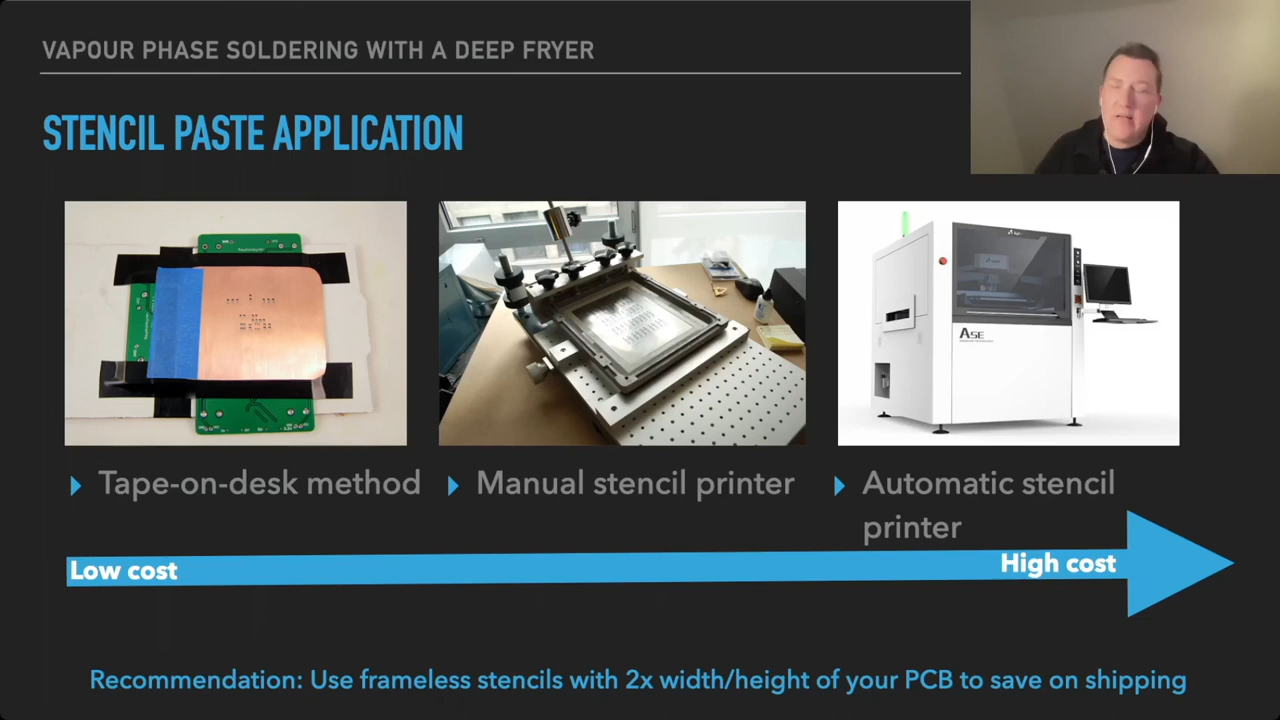 VAPOUR PHASE SOLDERING WITH A DEEP FRYER
STENCIL PASTE APPLICATION
ASE
Tape-on-desk method
Manual stencil printer
Automatic stencil
printer
Low cost
High cost
Recommendation: Use frameless stencils with 2x width/height of your PCB to save on shipping